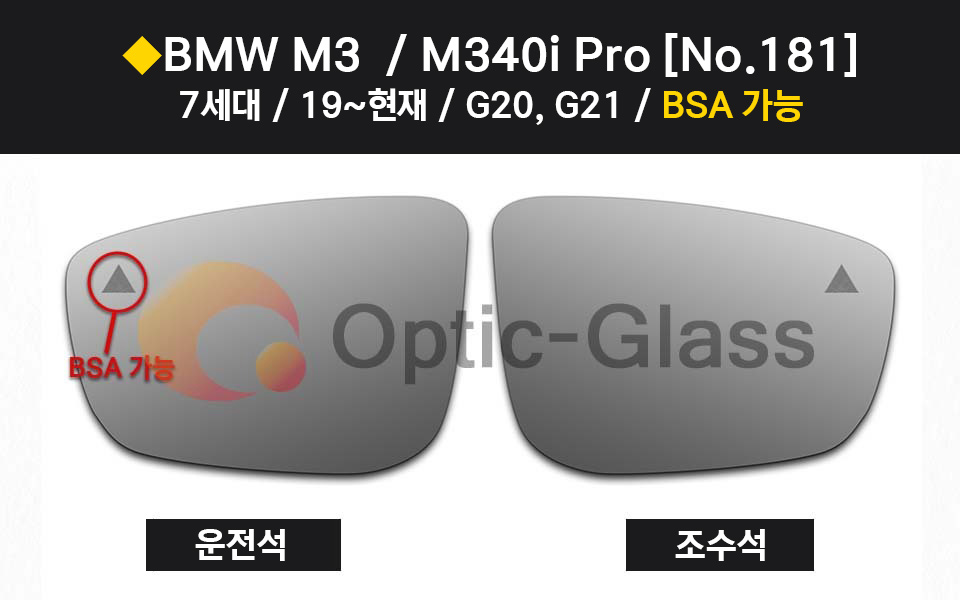 ◆BMW M3 / M340i Pro [No.181]
7세대 / 19~현재 / G20, G21 / BSA 가능
Optic-Glass
BSA 가능
운전석
조수석